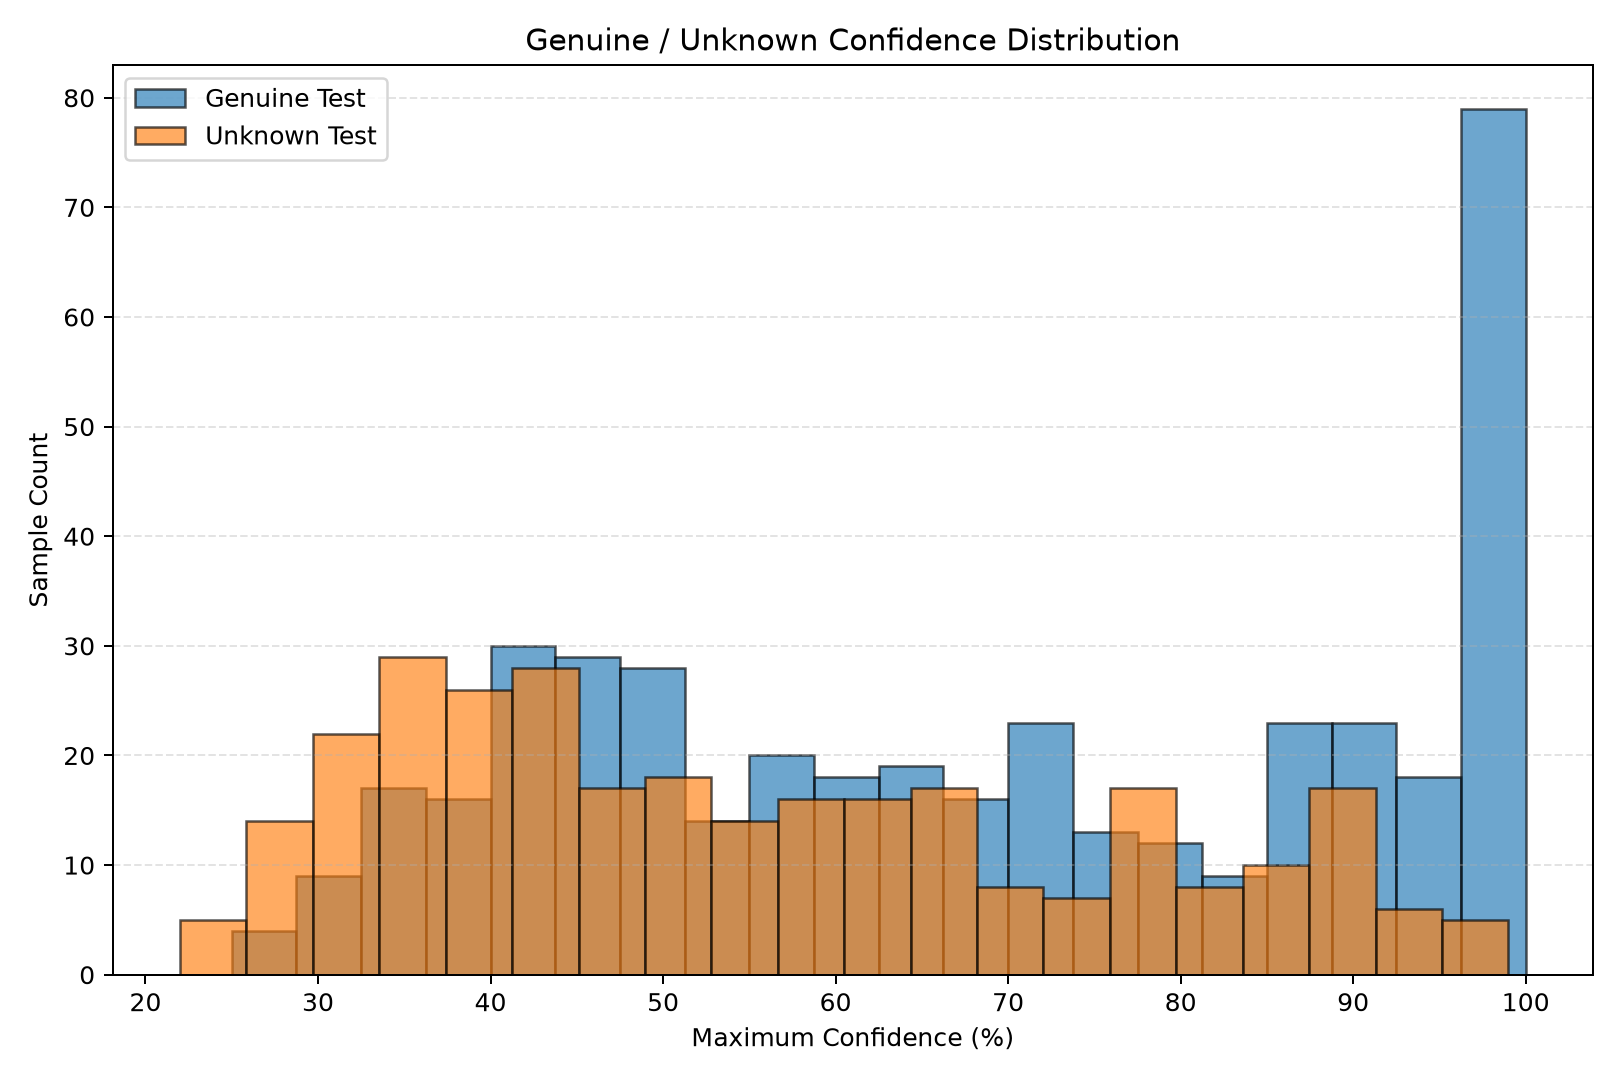 Genuine / Unknown Confidence Distribution
Genuine Test
Unknown Test
80
70
60
50
40
30
20
10
0
Sample Count
20 30 40 50 60 70 80 90 100
Maximum Confidence (%)